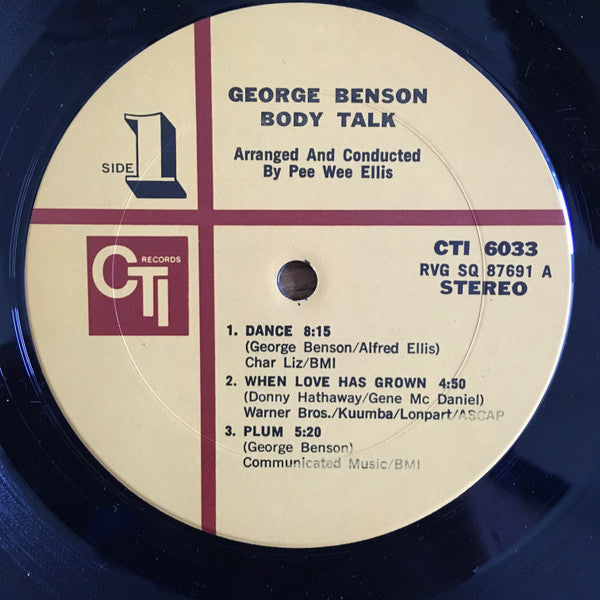 GEORGE BENSON
BODY TALK
Arranged And Conducted
By Pee Wee Ellis
SIDE 1
CTI RECORDS
CTI 6033
RVG SQ 87691 A
STEREO
1. DANCE 8:15
(George Benson/Alfred Ellis)
Char Liz/BMI
2. WHEN LOVE HAS GROWN 4:50
(Donny Hathaway/Gene Mc Daniel)
Warner Bros./Kuumba/Lonpart/ASCAP
3. PLUM 5:20
(George Benson)
Communicated Music/BMI